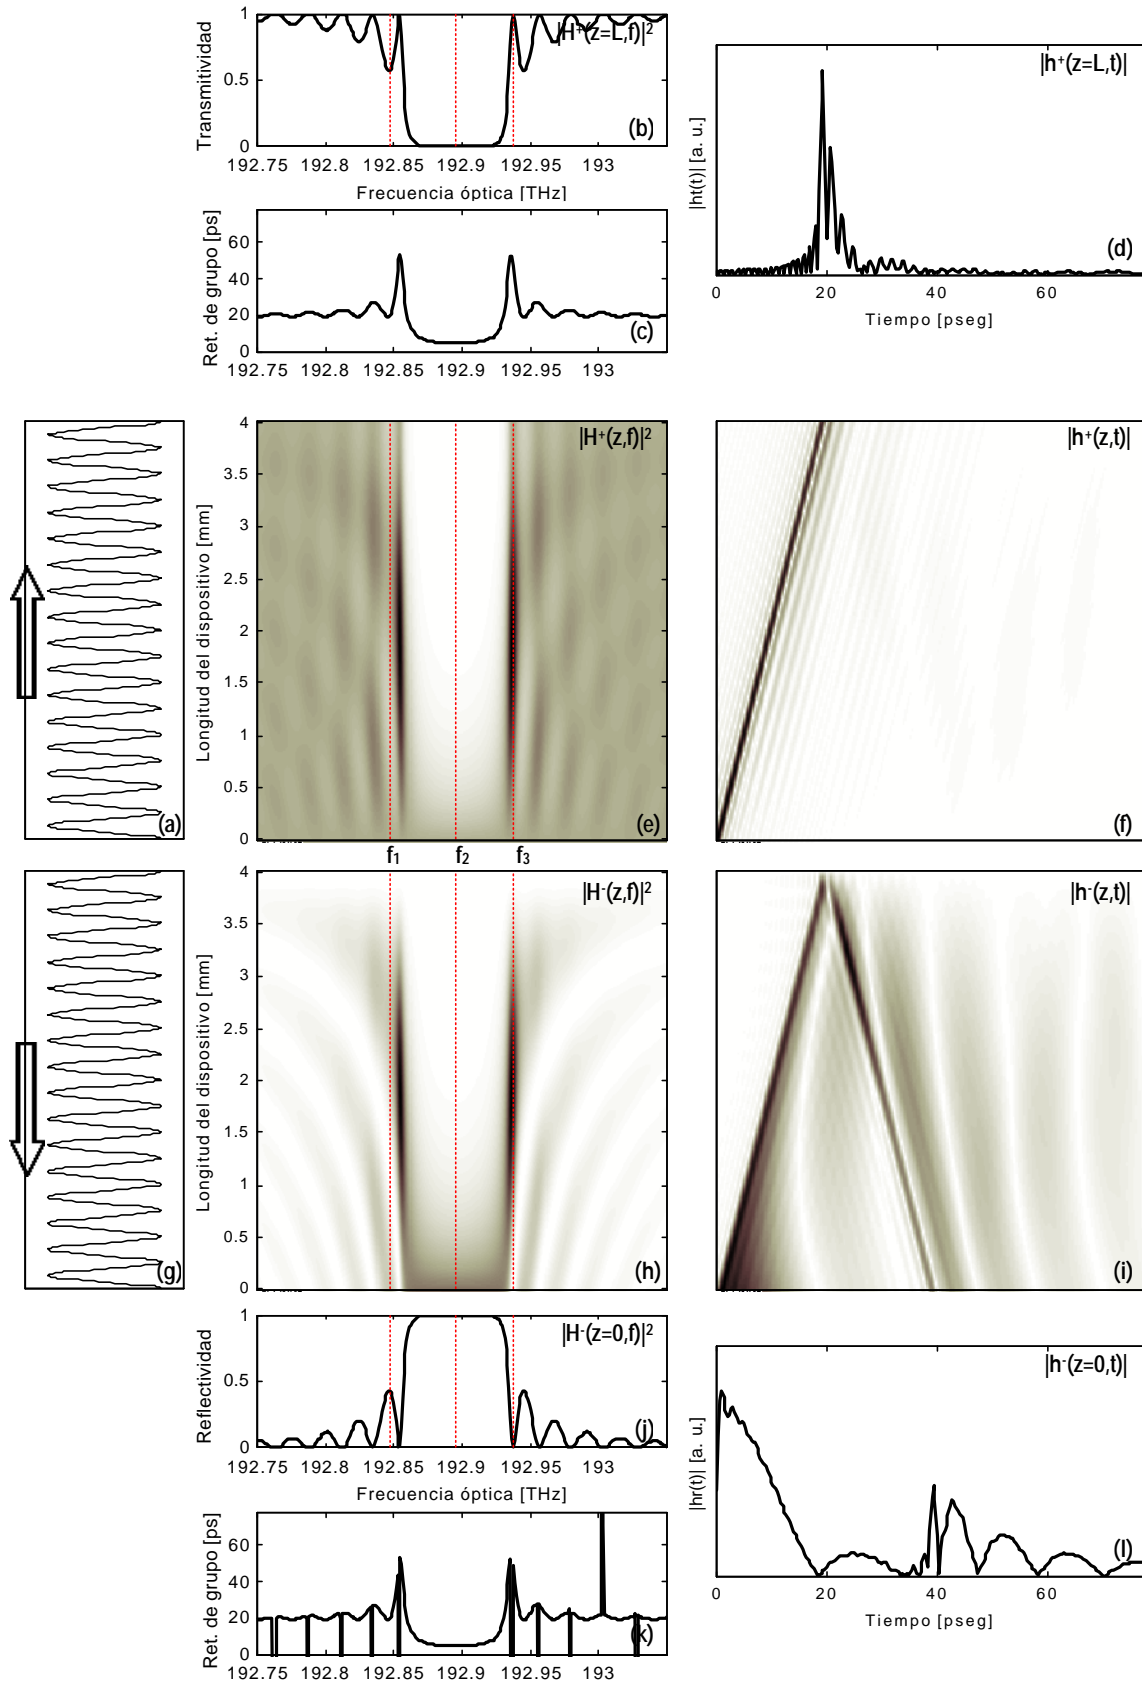 1
|H⁺(z=L,f)|²
Transmitividad
0.5
(b)
0
192.75 192.8 192.85 192.9 192.95 193
Frecuencia óptica [THz]
|h⁺(z=L,t)|
|ht(t)| [a. u.]
(d)
0 20 40 60
Tiempo [pseg]
60
Ret. de grupo [ps]
40
20
(c)
0
192.75 192.8 192.85 192.9 192.95 193
(a)
4
|H⁺(z,f)|²
3.5
3
Longitud del dispositivo [mm]
2.5
2
1.5
1
0.5
(e)
0
|h⁺(z,t)|
(f)
f₁ f₂ f₃
(g)
4
|H⁻(z,f)|²
3.5
3
Longitud del dispositivo [mm]
2.5
2
1.5
1
0.5
(h)
0
|h⁻(z,t)|
(i)
1
|H⁻(z=0,f)|²
Reflectividad
0.5
(j)
0
192.75 192.8 192.85 192.9 192.95 193
Frecuencia óptica [THz]
|h⁻(z=0,t)|
|hr(t)| [a. u.]
(l)
0 20 40 60
Tiempo [pseg]
60
Ret. de grupo [ps]
40
20
(k)
0
192.75 192.8 192.85 192.9 192.95 193